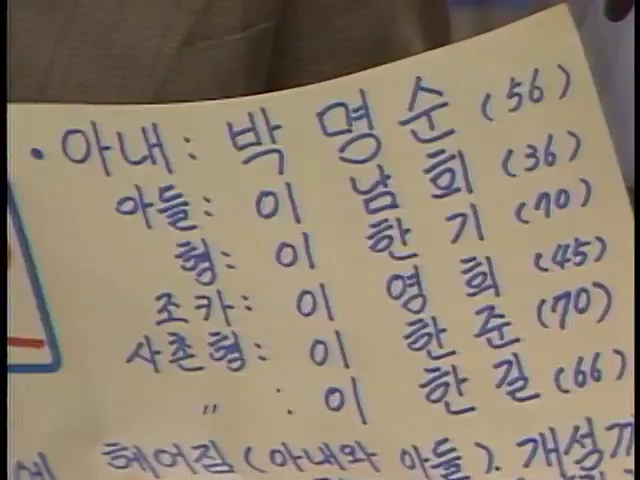 · 아내: 박 명 순 (56)
아들: 이 남 희 (36)
형: 이 한 기 (70)
조카: 이 영 희 (45)
사촌형: 이 한 준 (70)
〃 : 이 한 길 (66)
에 헤어짐 (아내와 아들). 개성